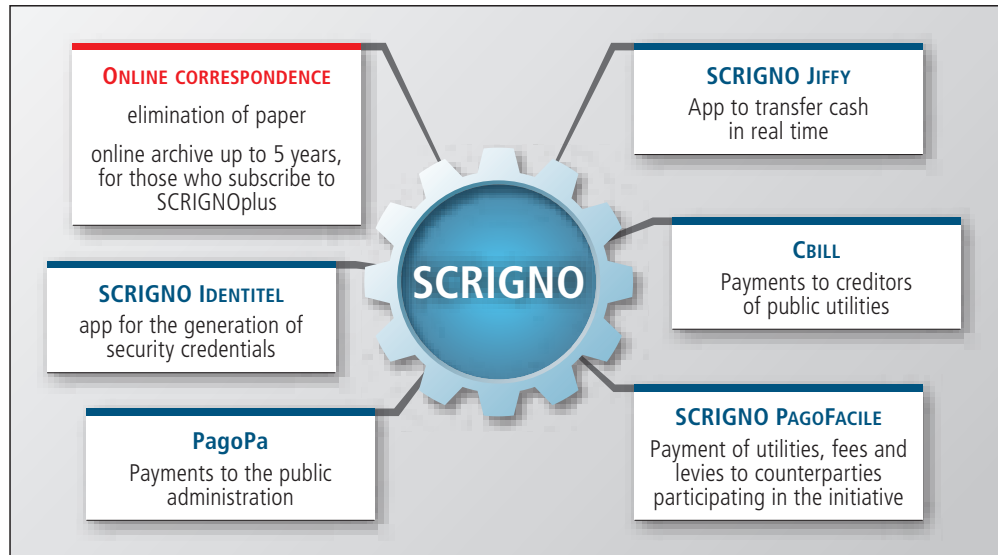 ONLINE CORRESPONDENCE
elimination of paper
online archive up to 5 years,
for those who subscribe to
SCRIGNOplus
SCRIGNO IDENTITEL
app for the generation of
security credentials
PagoPa
Payments to the public
administration
SCRIGNO
SCRIGNO JIFFY
App to transfer cash
in real time
CBILL
Payments to creditors
of public utilities
SCRIGNO PAGOFACILE
Payment of utilities, fees and
levies to counterparties
participating in the initiative